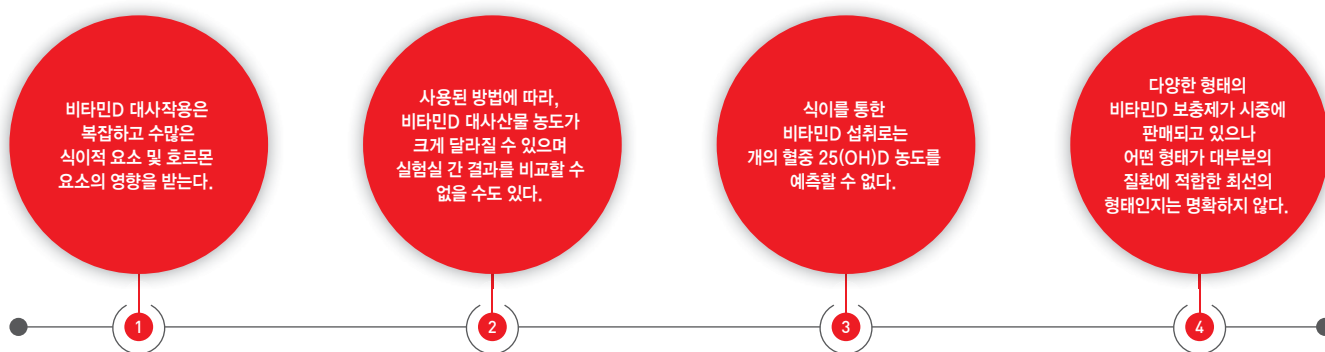 비타민D 대사작용은
복잡하고 수많은
식이적 요소 및 호르몬
요소의 영향을 받는다.
1
사용된 방법에 따라,
비타민D 대사산물 농도가
크게 달라질 수 있으며
실험실 간 결과를 비교할 수
없을 수도 있다.
2
식이를 통한
비타민D 섭취로는
개의 혈중 25(OH)D 농도를
예측할 수 없다.
3
다양한 형태의
비타민D 보충제가 시중에
판매되고 있으나
어떤 형태가 대부분의
질환에 적합한 최선의
형태인지는 명확하지 않다.
4